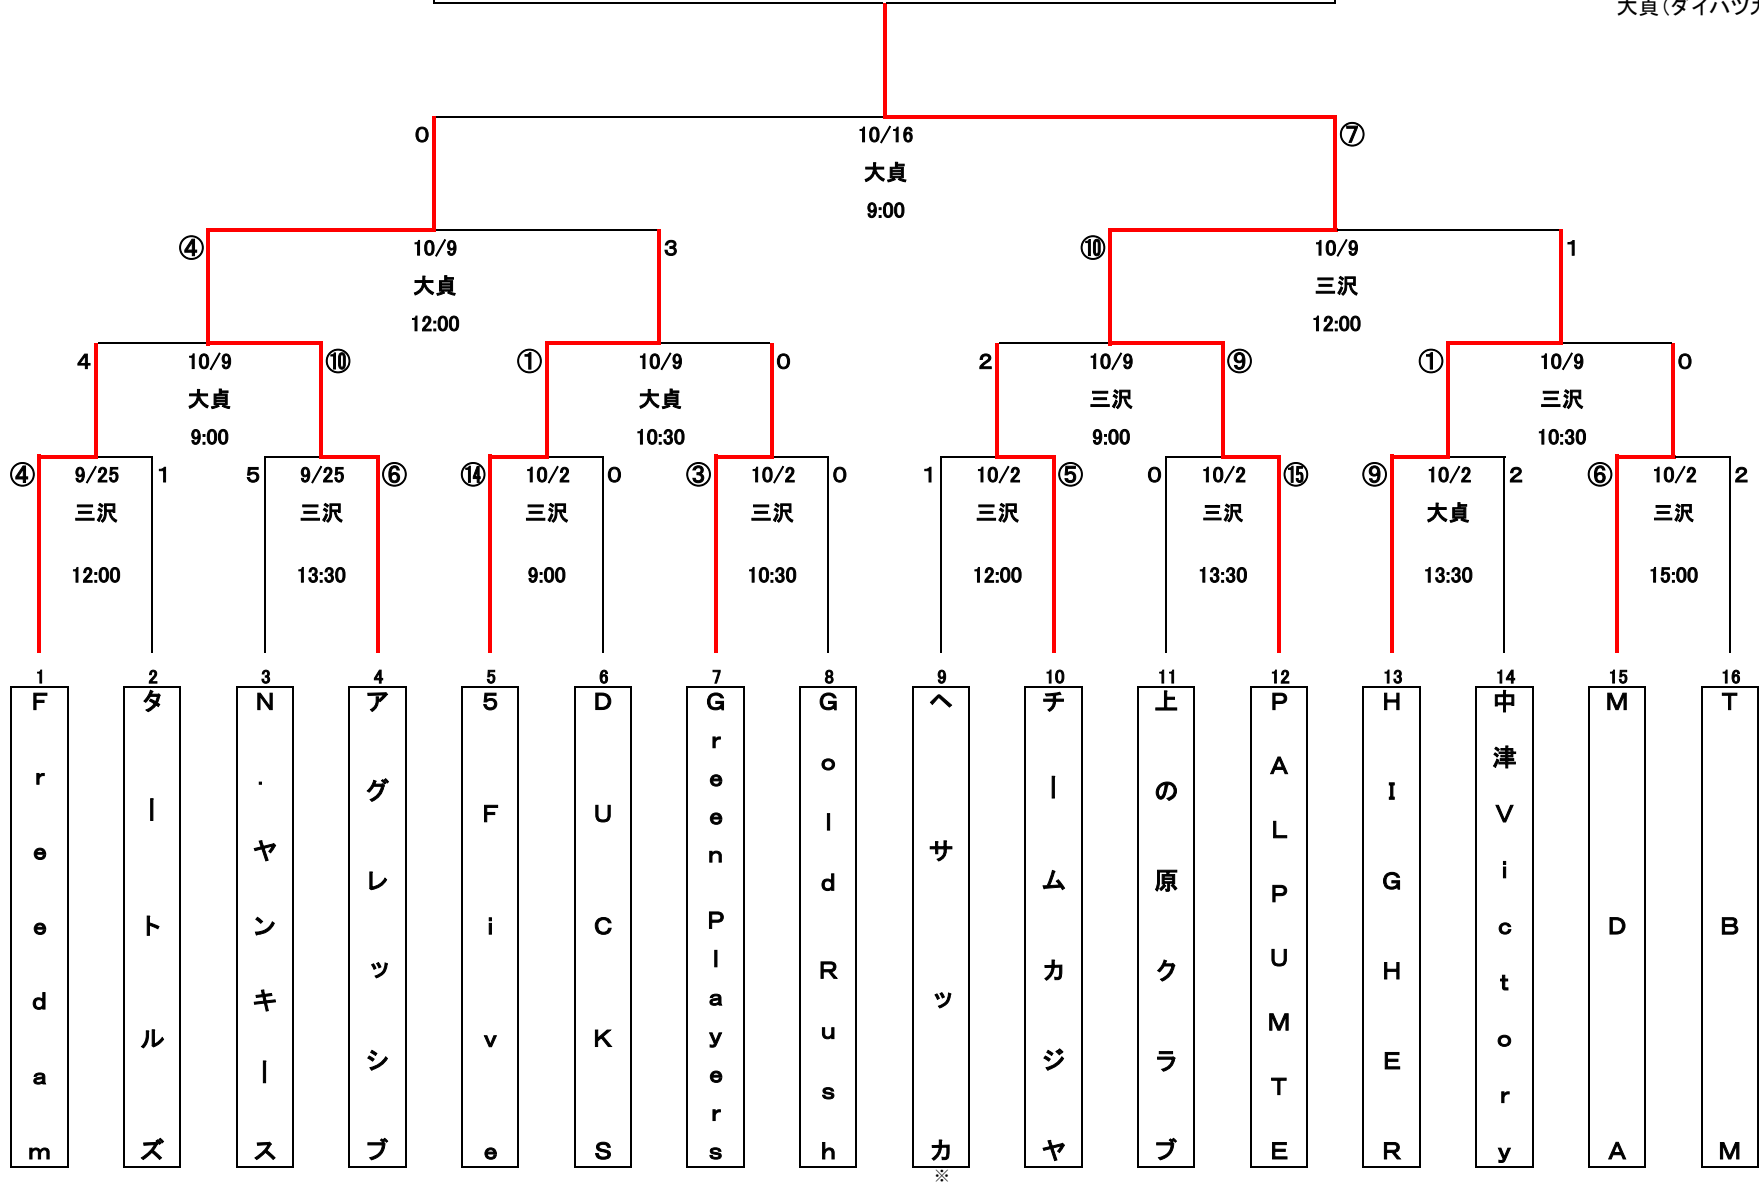 大貞(ダイハツ
0 10/16 ⑦
大貞
9:00
④ 10/9 3 ⑩ 10/9 1
大貞 三沢
12:00 12:00
4 10/9 ⑩ ① 10/9 0 2 10/9 ⑨ ① 10/9 0
大貞 大貞 三沢 三沢
9:00 10:30 9:00 10:30
④ 9/25 1 5 9/25 ⑥ ⑭ 10/2 0 ③ 10/2 0 1 10/2 ⑤ 0 10/2 ⑮ ⑨ 10/2 2 ⑥ 10/2 2
三沢 三沢 三沢 三沢 三沢 三沢 大貞 三沢
12:00 13:30 9:00 10:30 12:00 13:30 13:30 15:00
1 2 3 4 5 6 7 8 9 10 11 12 13 14 15 16
Freedam
タートルズ
N.ヤンキース
アグレッシブ
5Five
DUCKS
Green Players
Gold Rush
ヘサッカ
チームカジヤ
上の原クラブ
PALPUMTE
HIGHER
中津Victory
MDA
TBM
※